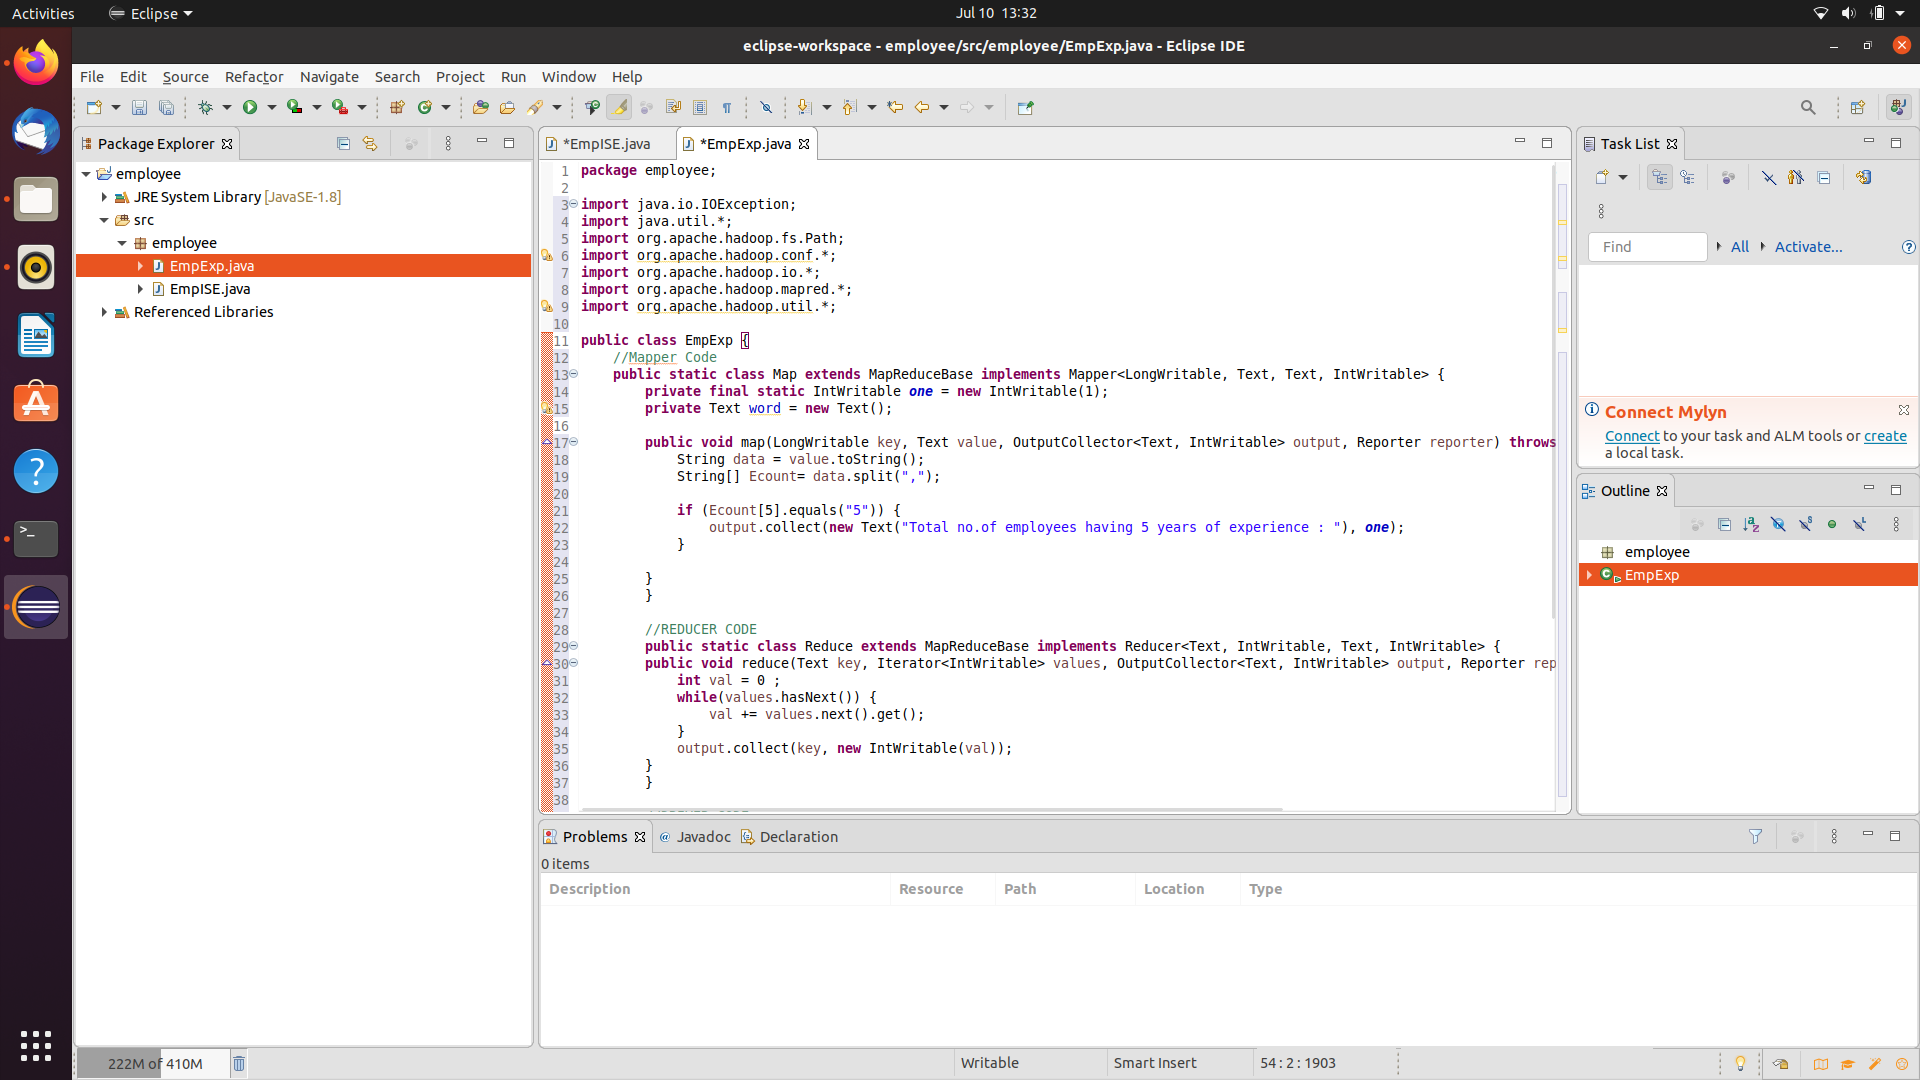 Activities
Eclipse
Jul 10 13:32
eclipse-workspace - employee/src/employee/EmpExp.java - Eclipse IDE
File Edit Source Refactor Navigate Search Project Run Window Help
Package Explorer
employee
JRE System Library [JavaSE-1.8]
src
employee
EmpExp.java
EmpISE.java
Referenced Libraries
*EmpISE.java
*EmpExp.java
1 package employee;
2
3 import java.io.IOException;
4 import java.util.*;
5 import org.apache.hadoop.fs.Path;
6 import org.apache.hadoop.conf.*;
7 import org.apache.hadoop.io.*;
8 import org.apache.hadoop.mapred.*;
9 import org.apache.hadoop.util.*;
10
11 public class EmpExp {
12 //Mapper Code
13 public static class Map extends MapReduceBase implements Mapper<LongWritable, Text, Text, IntWritable> {
14 private final static IntWritable one = new IntWritable(1);
15 private Text word = new Text();
16
17 public void map(LongWritable key, Text value, OutputCollector<Text, IntWritable> output, Reporter reporter) throws
18 String data = value.toString();
19 String[] Ecount= data.split(",");
20
21 if (Ecount[5].equals("5")) {
22 output.collect(new Text("Total no.of employees having 5 years of experience : "), one);
23 }
24
25 }
26 }
27
28 //REDUCER CODE
29 public static class Reduce extends MapReduceBase implements Reducer<Text, IntWritable, Text, IntWritable> {
30 public void reduce(Text key, Iterator<IntWritable> values, OutputCollector<Text, IntWritable> output, Reporter rep
31 int val = 0 ;
32 while(values.hasNext()) {
33 val += values.next().get();
34 }
35 output.collect(key, new IntWritable(val));
36 }
37 }
38
Task List
Find
All
Activate...
Connect Mylyn
Connect to your task and ALM tools or create
a local task.
Outline
employee
EmpExp
Problems
@ Javadoc
Declaration
0 items
Description Resource Path Location Type
222M of 410M
Writable
Smart Insert
54 : 2 : 1903